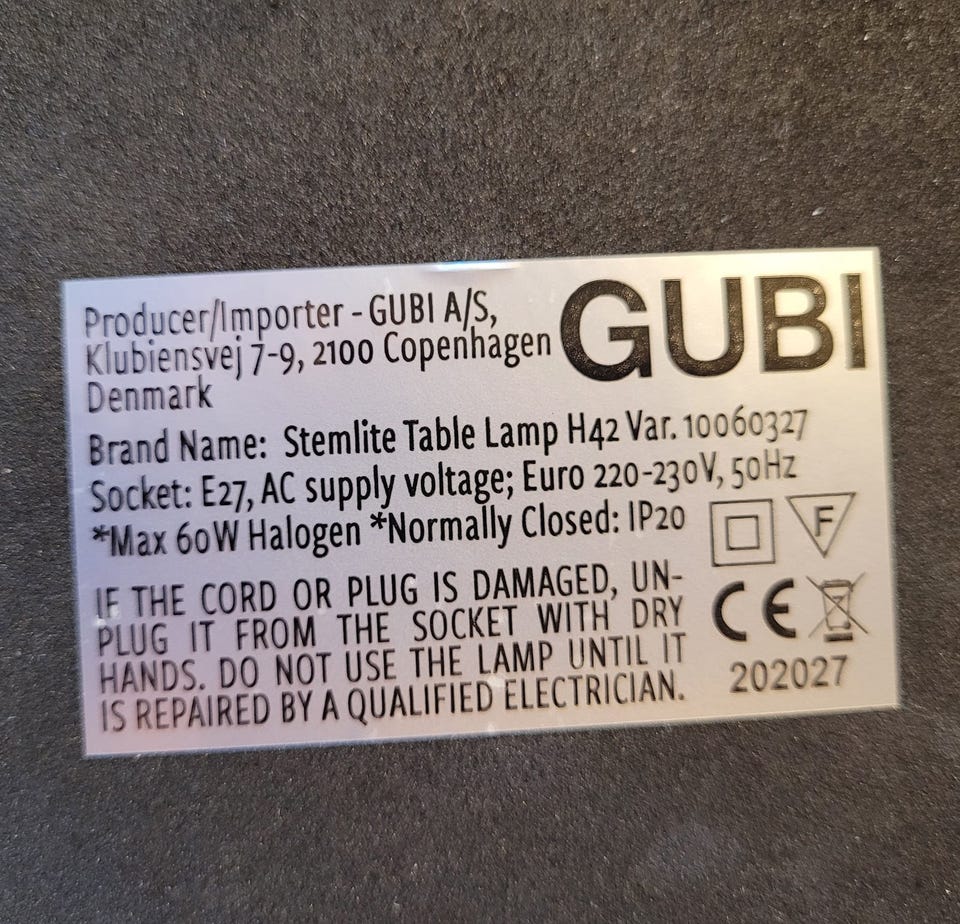 Producer/Importer - GUBI A/S,
Klubiensvej 7-9, 2100 Copenhagen
Denmark
GUBI
Brand Name: Stemlite Table Lamp H42 Var. 10060327
Socket: E27, AC supply voltage; Euro 220-230V, 50Hz
*Max 60W Halogen *Normally Closed: IP20
F
IF THE CORD OR PLUG IS DAMAGED, UN-
PLUG IT FROM THE SOCKET WITH DRY
HANDS. DO NOT USE THE LAMP UNTIL IT
IS REPAIRED BY A QUALIFIED ELECTRICIAN.
CE
202027